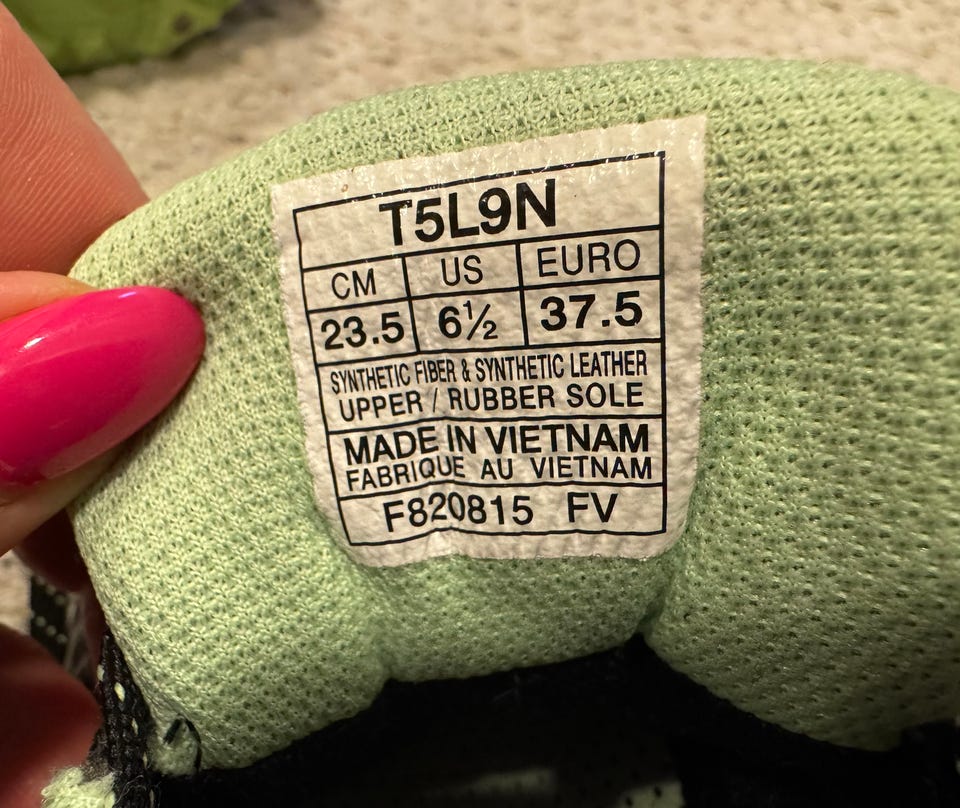 T5L9N
CM US EURO
23.5 6½ 37.5
SYNTHETIC FIBER & SYNTHETIC LEATHER
UPPER / RUBBER SOLE
MADE IN VIETNAM
FABRIQUE AU VIETNAM
F820815 FV